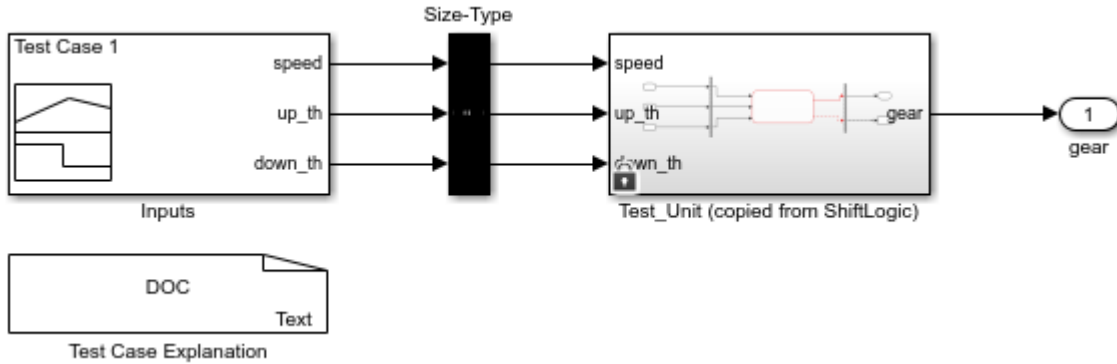 Size-Type
Test Case 1
speed
up_th
down_th
Inputs
speed
up_th
down_th
gear
Test_Unit (copied from ShiftLogic)
1
gear
DOC
Text
Test Case Explanation